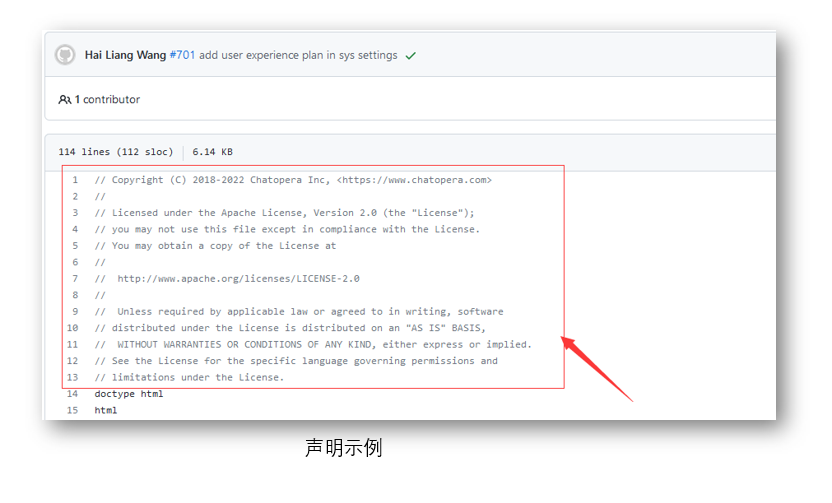 Hai Liang Wang #701 add user experience plan in sys settings
1 contributor
114 lines (112 sloc) 6.14 KB
1 // Copyright (C) 2018-2022 Chatopera Inc, <https://www.chatopera.com>
2 //
3 // Licensed under the Apache License, Version 2.0 (the "License");
4 // you may not use this file except in compliance with the License.
5 // You may obtain a copy of the License at
6 //
7 //  http://www.apache.org/licenses/LICENSE-2.0
8 //
9 //  Unless required by applicable law or agreed to in writing, software
10 // distributed under the License is distributed on an "AS IS" BASIS,
11 //  WITHOUT WARRANTIES OR CONDITIONS OF ANY KIND, either express or implied.
12 // See the License for the specific language governing permissions and
13 // limitations under the License.
14 doctype html
15 html
声明示例